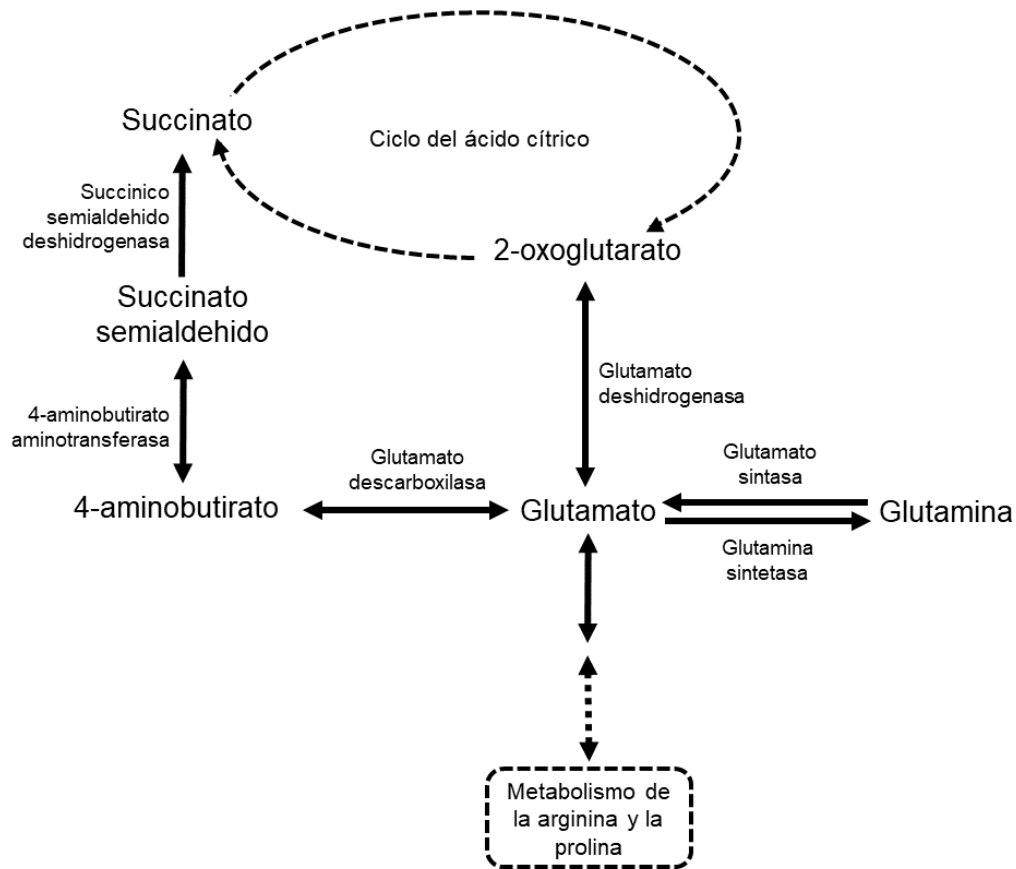 Succinato
Ciclo del ácido cítrico
Succinico
semialdehido
deshidrogenasa
2-oxoglutarato
Succinato
semialdehido
Glutamato
deshidrogenasa
4-aminobutirato
aminotransferasa
Glutamato
descarboxilasa
Glutamato
sintasa
4-aminobutirato
Glutamato
Glutamina
Glutamina
sintetasa
Metabolismo de
la arginina y la
prolina